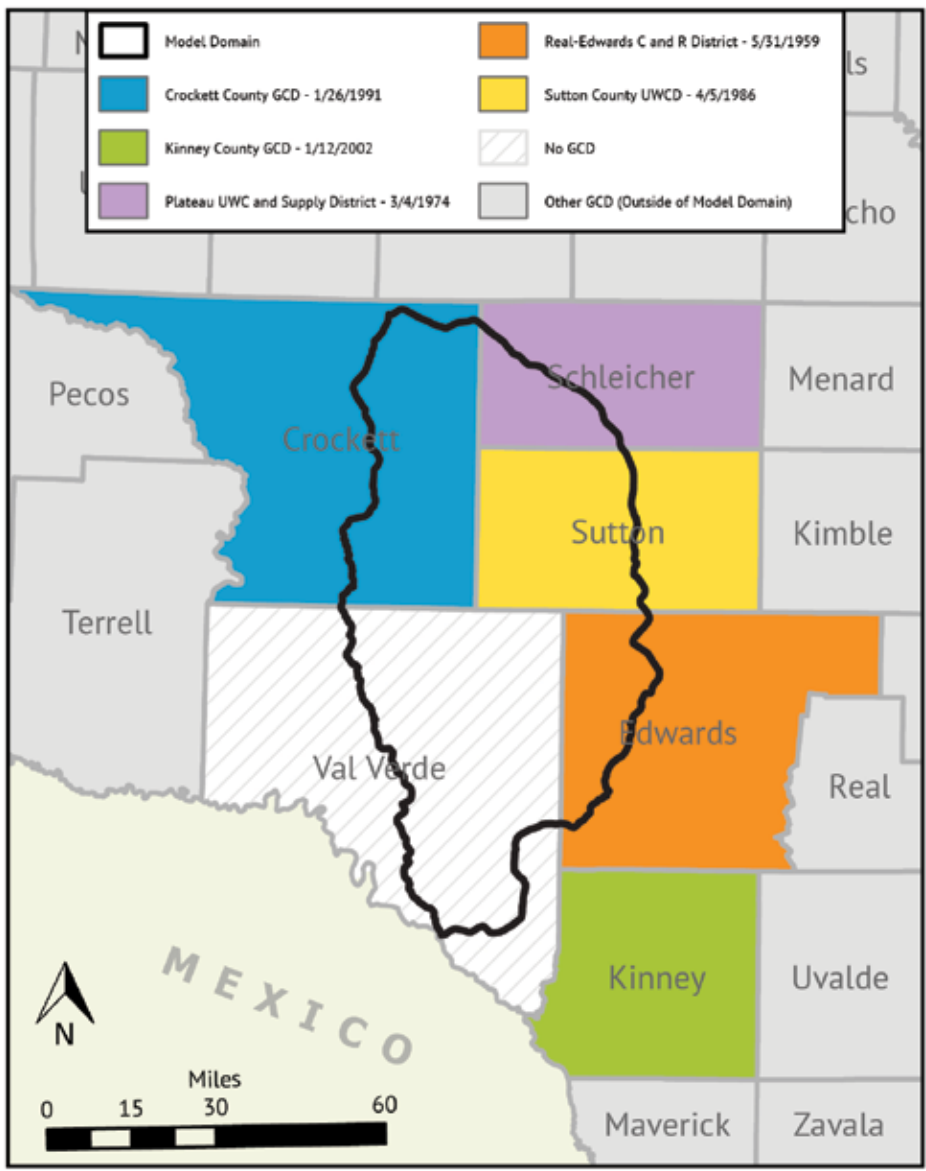 Model Domain
Real-Edwards C and R District - 5/31/1959
Crockett County GCD - 1/26/1991
Sutton County UWCD - 4/5/1986
Kinney County GCD - 1/12/2002
No GCD
Plateau UWC and Supply District - 3/4/1974
Other GCD (Outside of Model Domain)
ls
cho
Pecos
Crockett
Schleicher
Menard
Sutton
Kimble
Terrell
Val Verde
Edwards
Real
MEXICO
Kinney
Uvalde
N
Miles
0 15 30 60
Maverick
Zavala